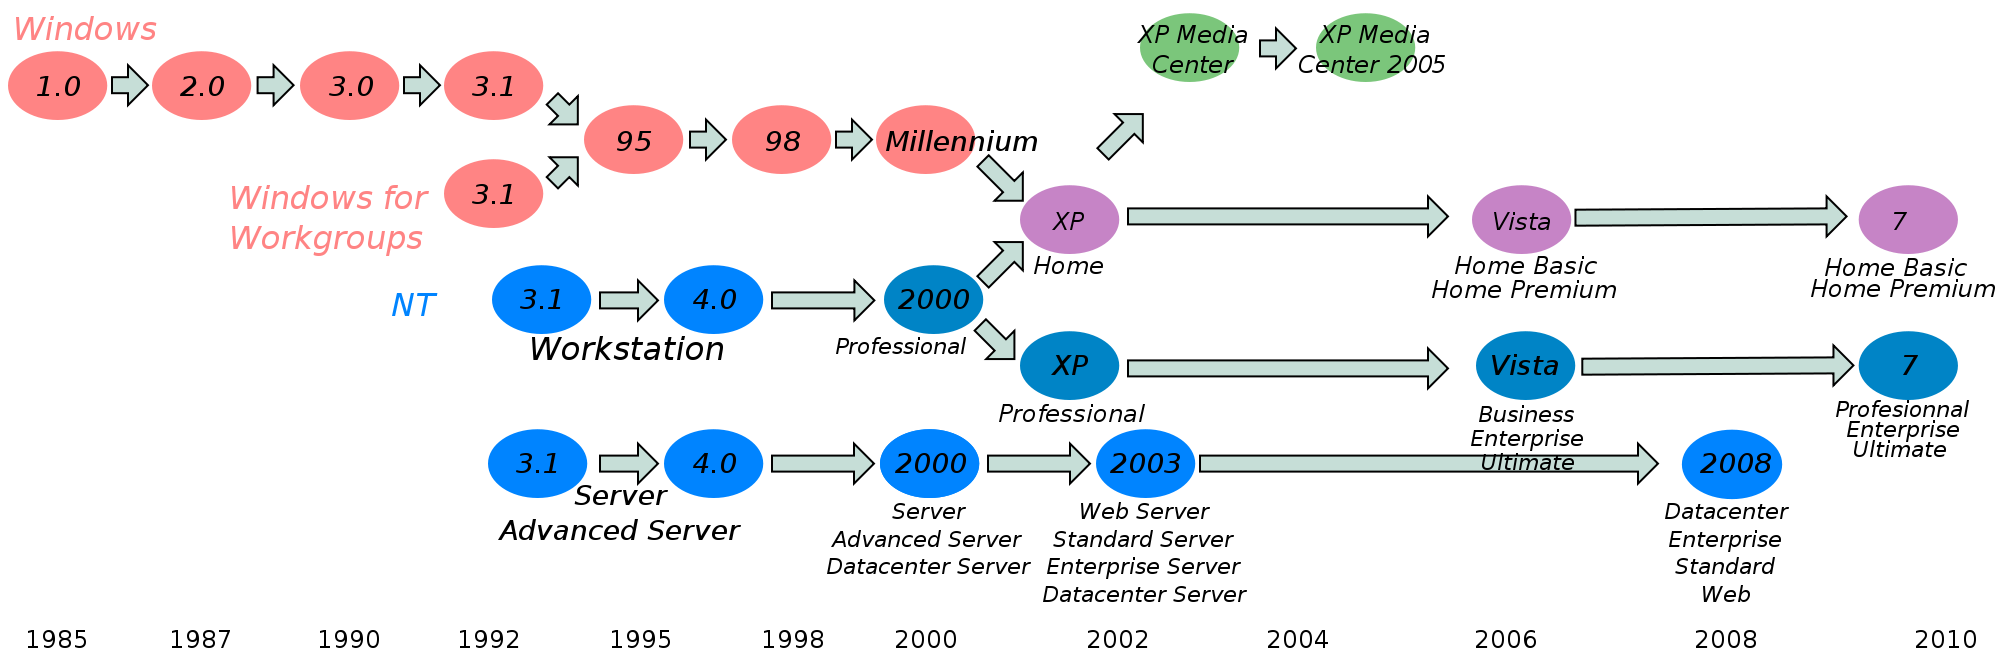 Windows
1.0
2.0
3.0
3.1
XP Media
Center
XP Media
Center 2005
95
98
Millennium
Windows for
Workgroups
3.1
XP
Home
Vista
Home Basic
Home Premium
7
Home Basic
Home Premium
NT
3.1
4.0
Workstation
2000
Professional
XP
Professional
Vista
Business
Enterprise
Ultimate
7
Profesionnal
Enterprise
Ultimate
3.1
4.0
Server
Advanced Server
2000
Server
Advanced Server
Datacenter Server
2003
Web Server
Standard Server
Enterprise Server
Datacenter Server
2008
Datacenter
Enterprise
Standard
Web
1985
1987
1990
1992
1995
1998
2000
2002
2004
2006
2008
2010